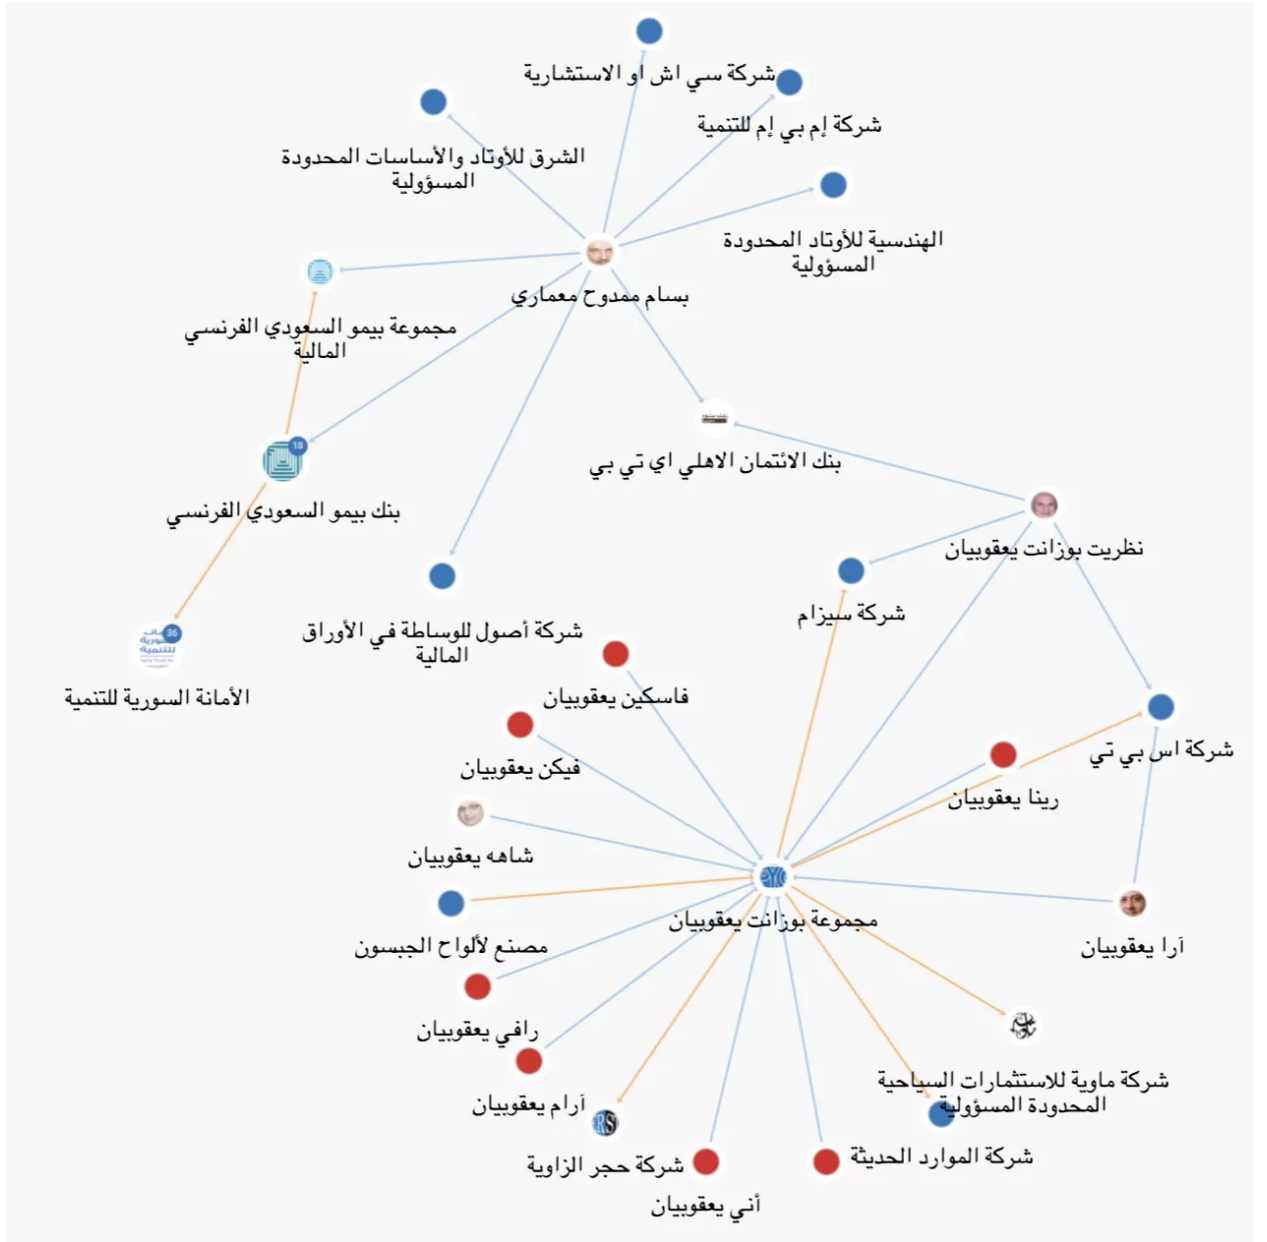 شركة سي اش او الاستشارية
شركة إم بي إم للتنمية
الشرق للأوتاد والأساسات المحدودة
المسؤولية
الهندسية للأوتاد المحدودة
المسؤولية
بسام ممدوح معماري
مجموعة بيمو السعودي الفرنسي
المالية
18
بنك الائتمان الاهلي اي تي بي
بنك بيمو السعودي الفرنسي
نظريت بوزانت يعقوبيان
شركة سيزام
36
شركة أصول للوساطة في الأوراق
المالية
الأمانة السورية للتنمية
فاسكين يعقوبيان
شركة اس بي تي
فيكن يعقوبيان
رينا يعقوبيان
شاهه يعقوبيان
مجموعة بوزانت يعقوبيان
مصنع لألواح الجبسون
آرا يعقوبيان
رافي يعقوبيان
شركة ماوية للاستثمارات السياحية
المحدودة المسؤولية
آرام يعقوبيان
شركة الموارد الحديثة
شركة حجر الزاوية
أني يعقوبيان